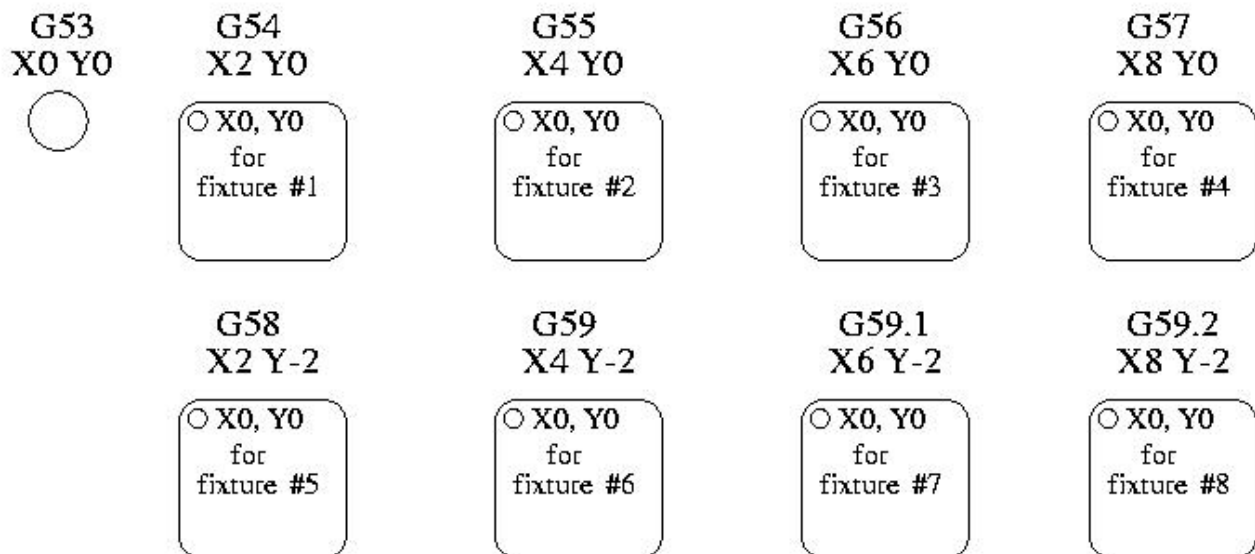 G53 G54 G55 G56 G57
X0 Y0 X2 Y0 X4 Y0 X6 Y0 X8 Y0
X0, Y0 X0, Y0 X0, Y0 X0, Y0
for for for for
fixture #1 fixture #2 fixture #3 fixture #4
G58 G59 G59.1 G59.2
X2 Y-2 X4 Y-2 X6 Y-2 X8 Y-2
X0, Y0 X0, Y0 X0, Y0 X0, Y0
for for for for
fixture #5 fixture #6 fixture #7 fixture #8